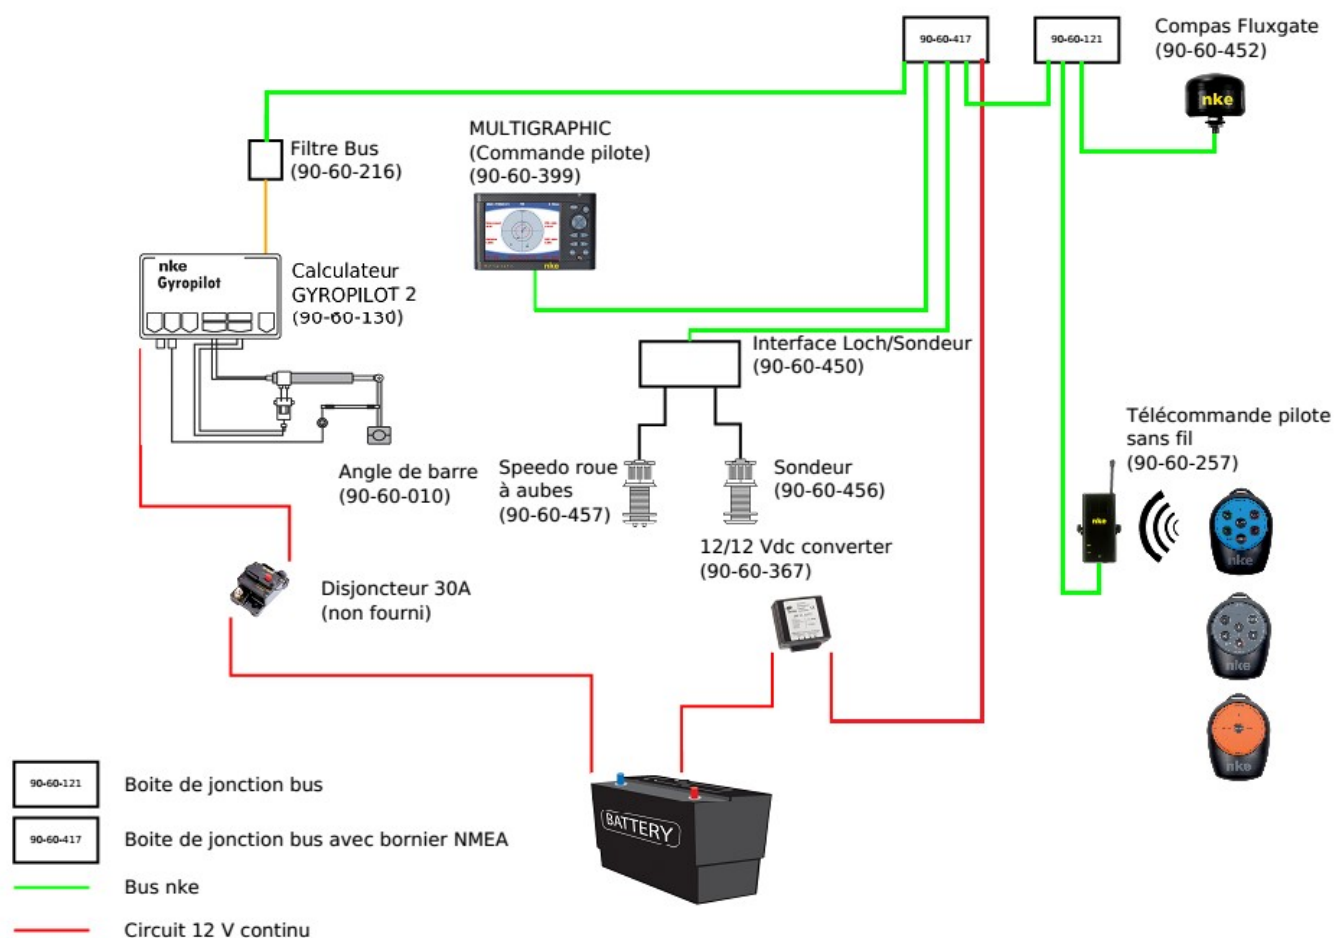 90-60-417
90-60-121
Compas Fluxgate
(90-60-452)
nke
MULTIGRAPHIC
(Commande pilote)
(90-60-399)
nke
Filtre Bus
(90-60-216)
nke
Gyropilot
Calculateur
GYROPILOT 2
(90-60-130)
Interface Loch/Sondeur
(90-60-450)
Angle de barre
(90-60-010)
Speedo roue
à aubes
(90-60-457)
Sondeur
(90-60-456)
Télécommande pilote
sans fil
(90-60-257)
nke
nke
nke
nke
12/12 Vdc converter
(90-60-367)
Disjoncteur 30A
(non fourni)
BATTERY
90-60-121
Boite de jonction bus
90-60-417
Boite de jonction bus avec bornier NMEA
Bus nke
Circuit 12 V continu